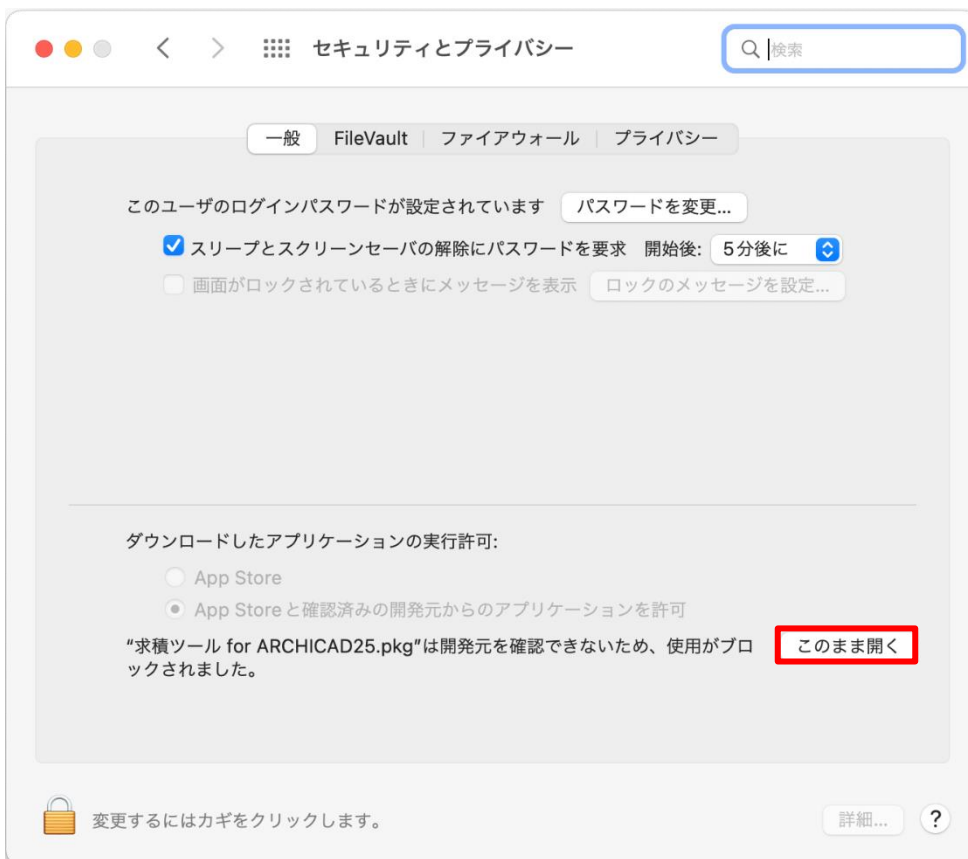 セキュリティとプライバシー
検索
一般 FileVault ファイアウォール プライバシー
このユーザのログインパスワードが設定されています パスワードを変更...
スリープとスクリーンセーバの解除にパスワードを要求 開始後: 5分後に
画面がロックされているときにメッセージを表示 ロックのメッセージを設定...
ダウンロードしたアプリケーションの実行許可:
App Store
App Storeと確認済みの開発元からのアプリケーションを許可
“求積ツール for ARCHICAD25.pkg”は開発元を確認できないため、使用がブロ このまま開く
ックされました。
変更するにはカギをクリックします。 詳細... ?